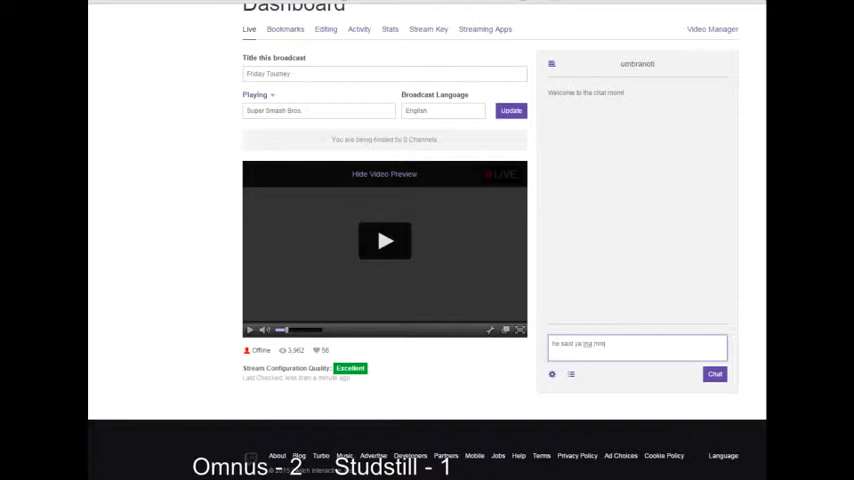 Dashboard
Live Bookmarks Editing Activity Stats Stream Key Streaming Apps Video Manager
Title this broadcast
Friday Tourney
Playing
Broadcast Language
Super Smash Bros.
English
Update
You are being hosted by 0 Channels
Hide Video Preview
LIVE
Offline 3,962 56
Stream Configuration Quality: Excellent
Last Checked: less than a minute ago
umbranoti
Welcome to the chat room!
he said ya
Chat
About Blog Turbo Music Advertise Developers Partners Mobile Jobs Help Terms Privacy Policy Ad Choices Cookie Policy Language
Omnus - 2 Studstill - 1